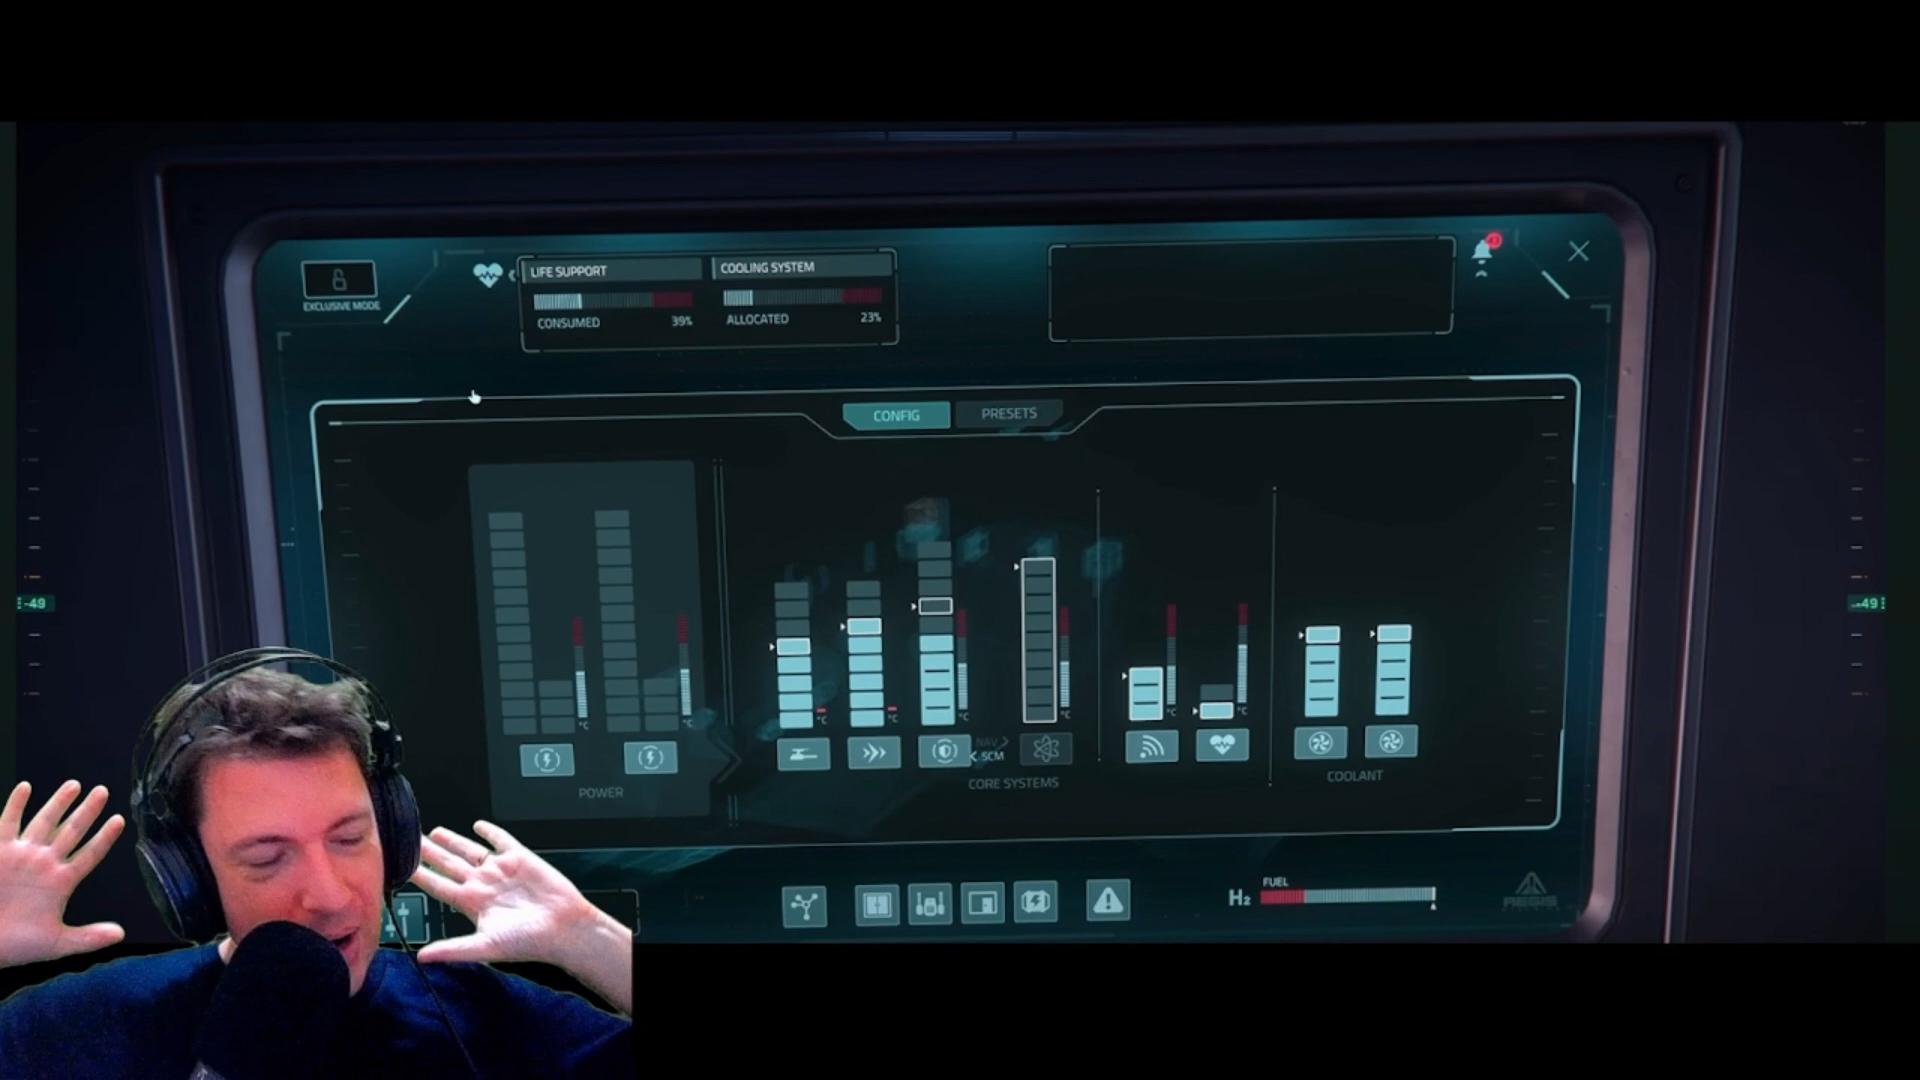 EXCLUSIVE MODE
LIFE SUPPORT
CONSUMED 39%
COOLING SYSTEM
ALLOCATED 23%
CONFIG
PRESETS
-49
-49
°C
°C
°C
°C
°C
°C
°C
°C
NAV
SCM
POWER
CORE SYSTEMS
COOLANT
H2
FUEL
AEGIS